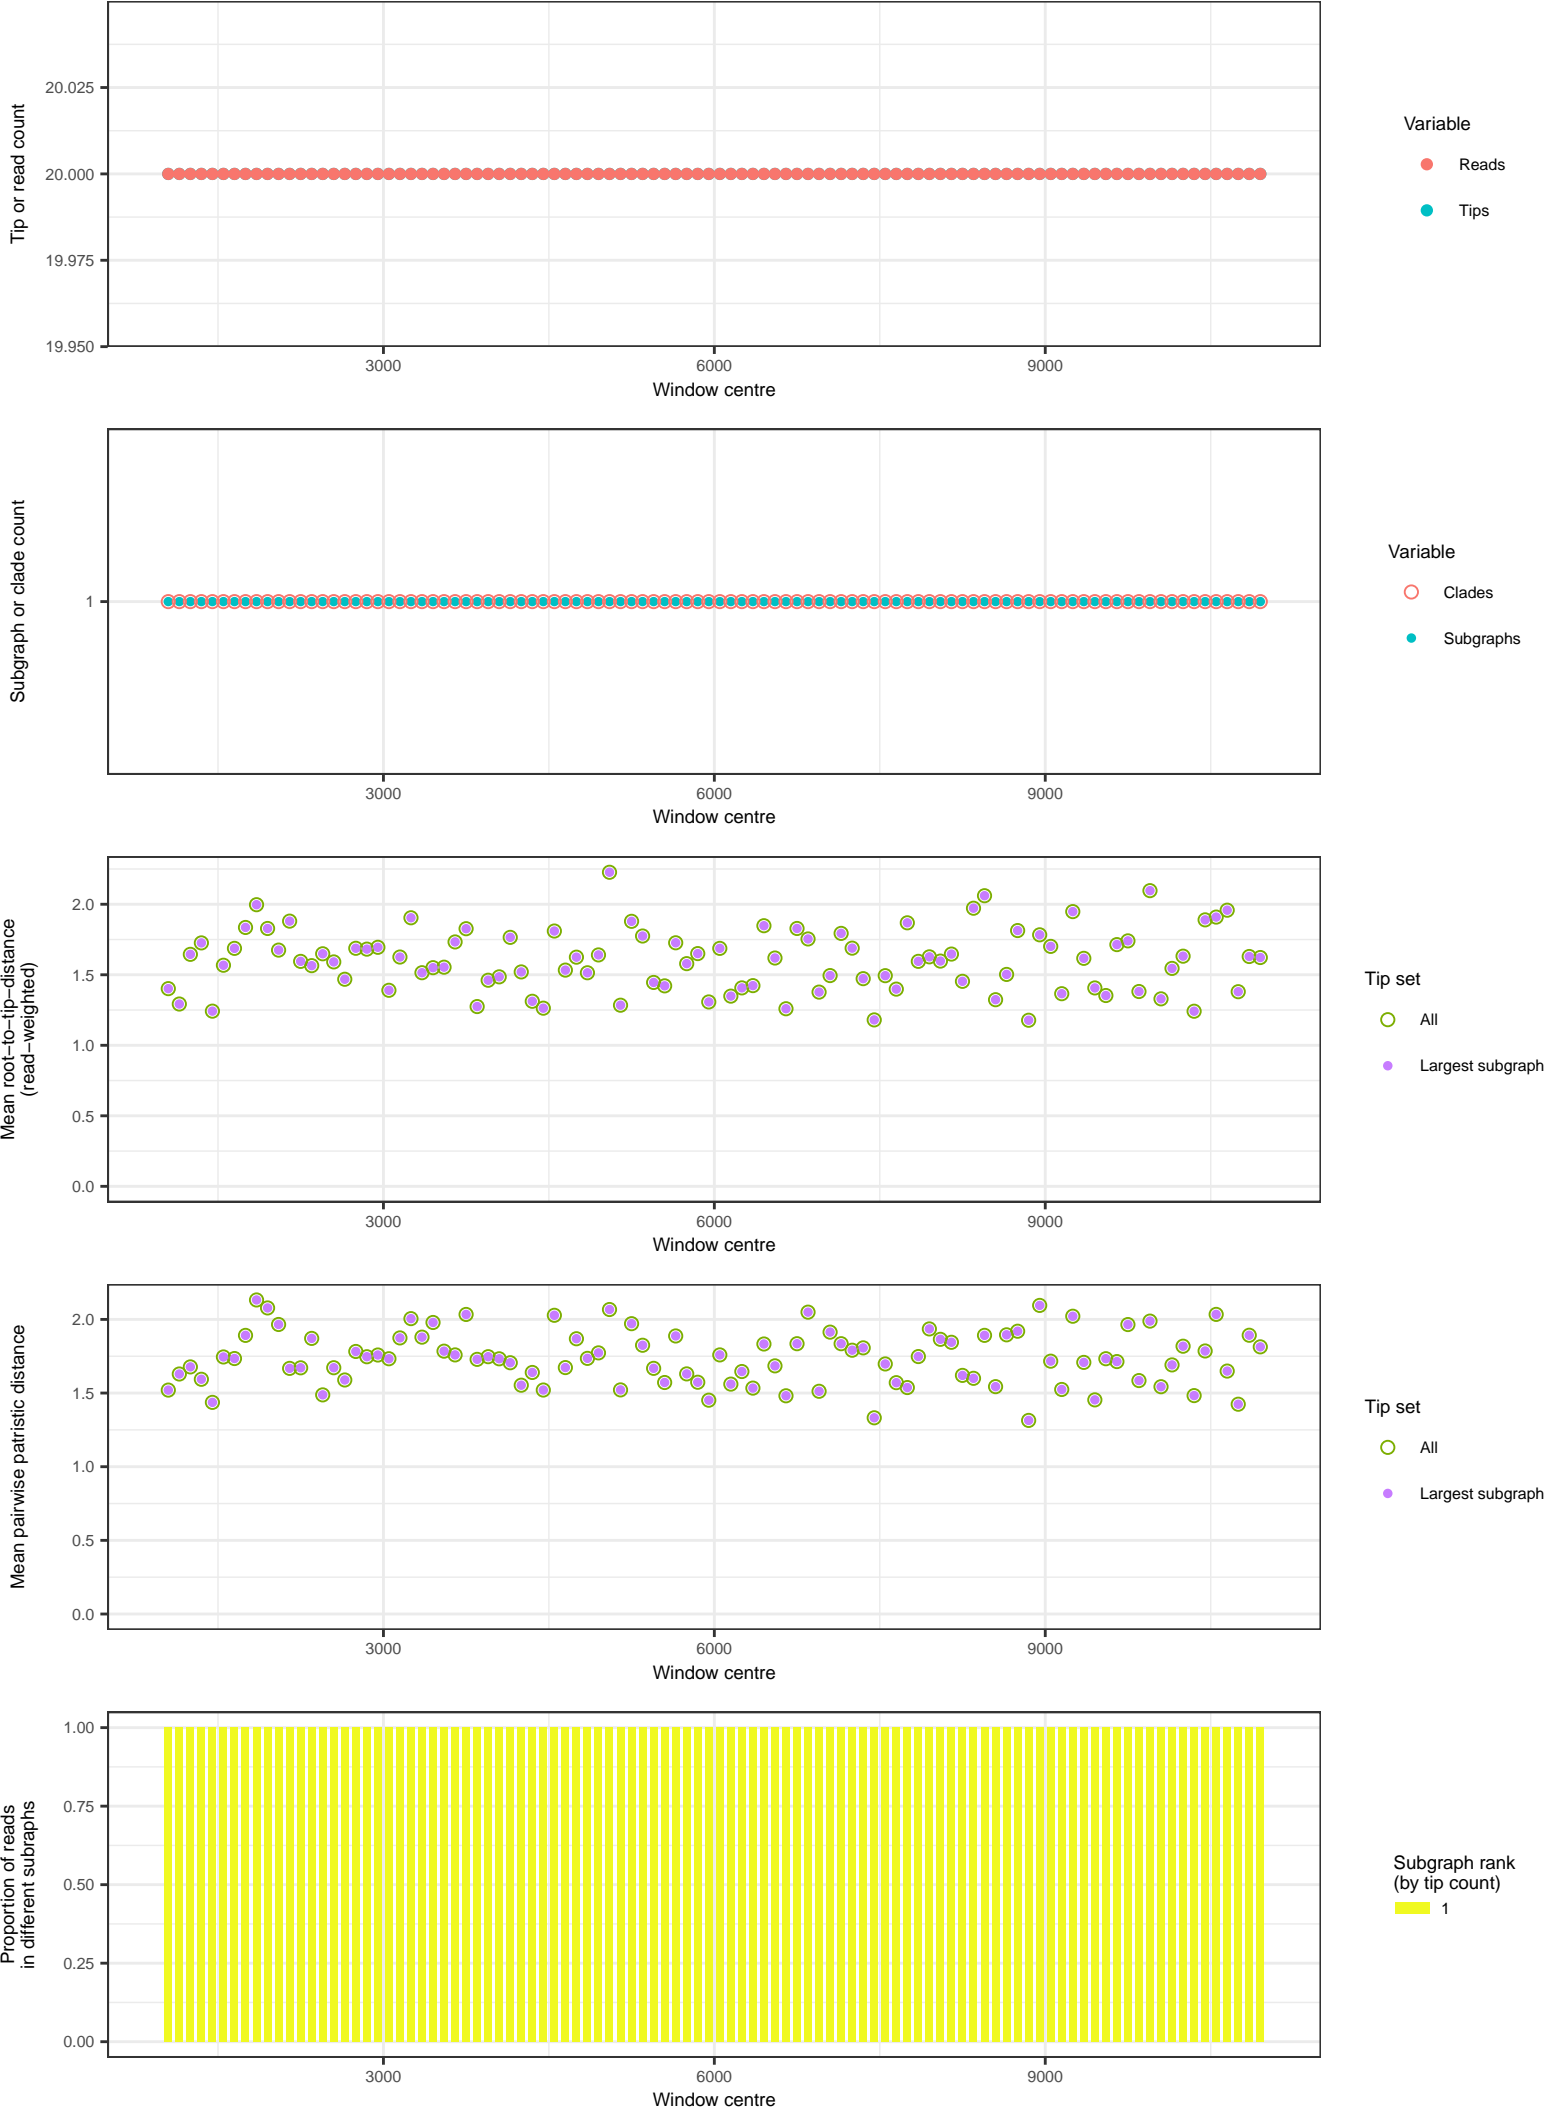 Tip or read count
20.025
20.000
19.975
19.950
3000
6000
9000
Window centre
Variable
Reads
Tips
Subgraph or clade count
1
3000
6000
9000
Window centre
Variable
Clades
Subgraphs
Mean root−to−tip−distance
(read−weighted)
2.0
1.5
1.0
0.5
0.0
3000
6000
9000
Window centre
Tip set
All
Largest subgraph
Mean pairwise patristic distance
2.0
1.5
1.0
0.5
0.0
3000
6000
9000
Window centre
Tip set
All
Largest subgraph
Proportion of reads
in different subraphs
1.00
0.75
0.50
0.25
0.00
3000
6000
9000
Window centre
Subgraph rank
(by tip count)
1